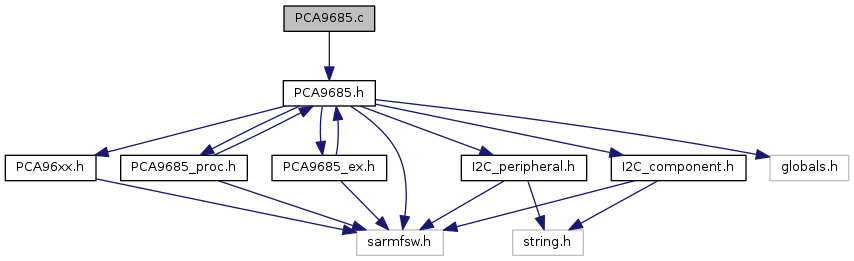 PCA9685.c
PCA9685.h
PCA96xx.h
PCA9685_proc.h
PCA9685_ex.h
I2C_peripheral.h
I2C_component.h
globals.h
sarmfsw.h
string.h